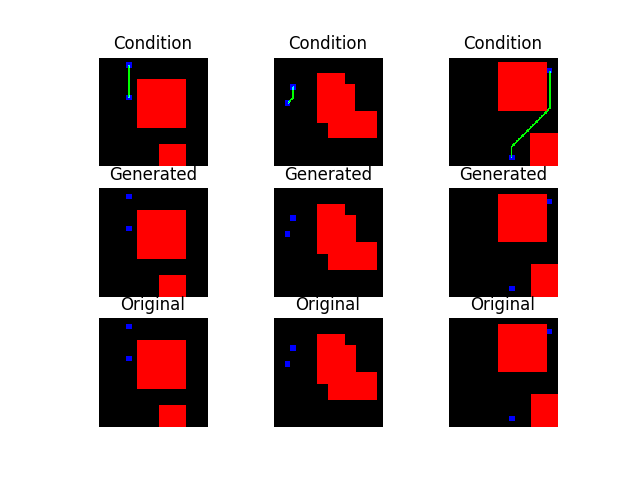 Condition Condition Condition
Generated Generated Generated
Original Original Original